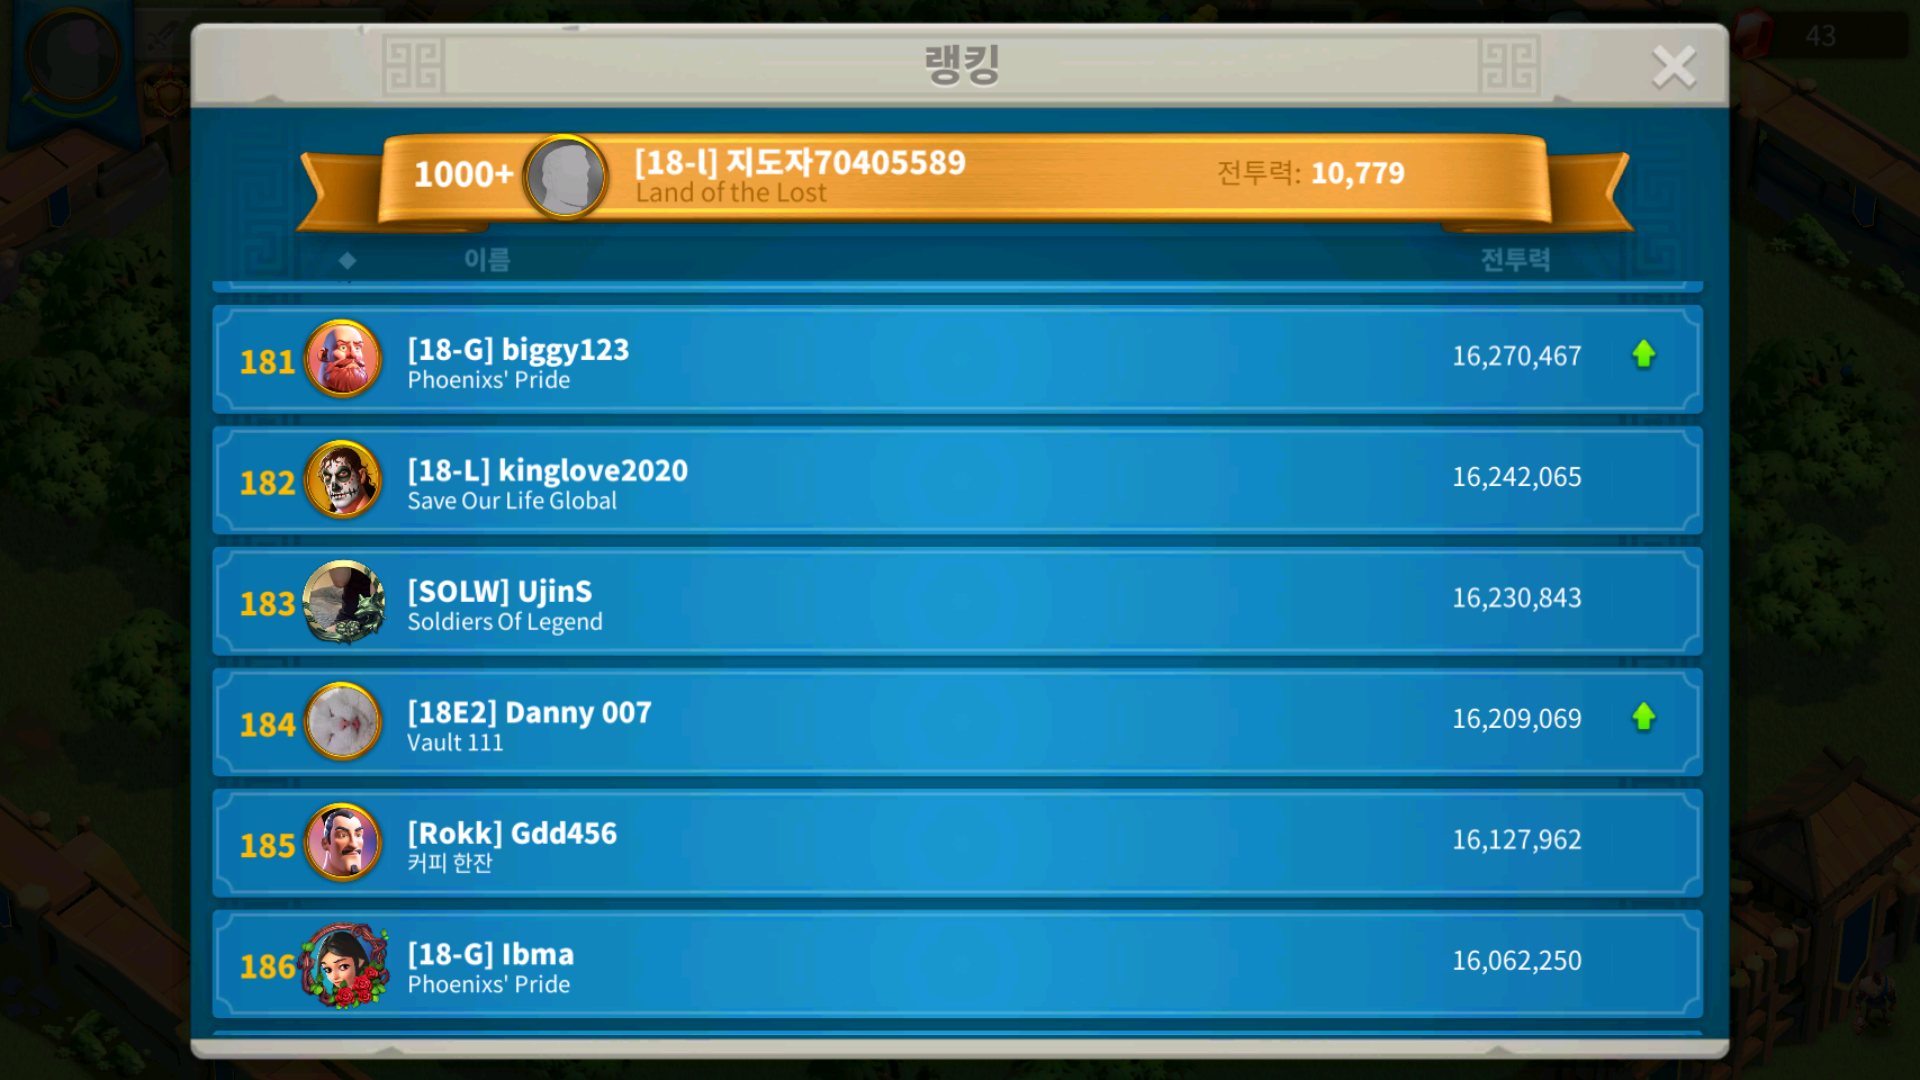 43
랭킹
1000+
[18-l] 지도자70405589
Land of the Lost
전투력: 10,779
이름
전투력
181
[18-G] biggy123
Phoenixs' Pride
16,270,467
182
[18-L] kinglove2020
Save Our Life Global
16,242,065
183
[SOLW] UjinS
Soldiers Of Legend
16,230,843
184
[18E2] Danny 007
Vault 111
16,209,069
185
[Rokk] Gdd456
커피 한잔
16,127,962
186
[18-G] Ibma
Phoenixs' Pride
16,062,250